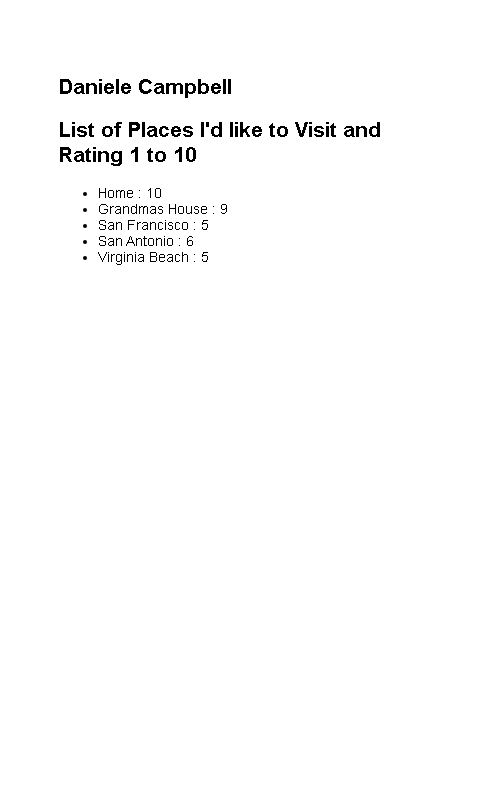 Daniele Campbell
List of Places I'd like to Visit and
Rating 1 to 10
• Home : 10
• Grandmas House : 9
• San Francisco : 5
• San Antonio : 6
• Virginia Beach : 5